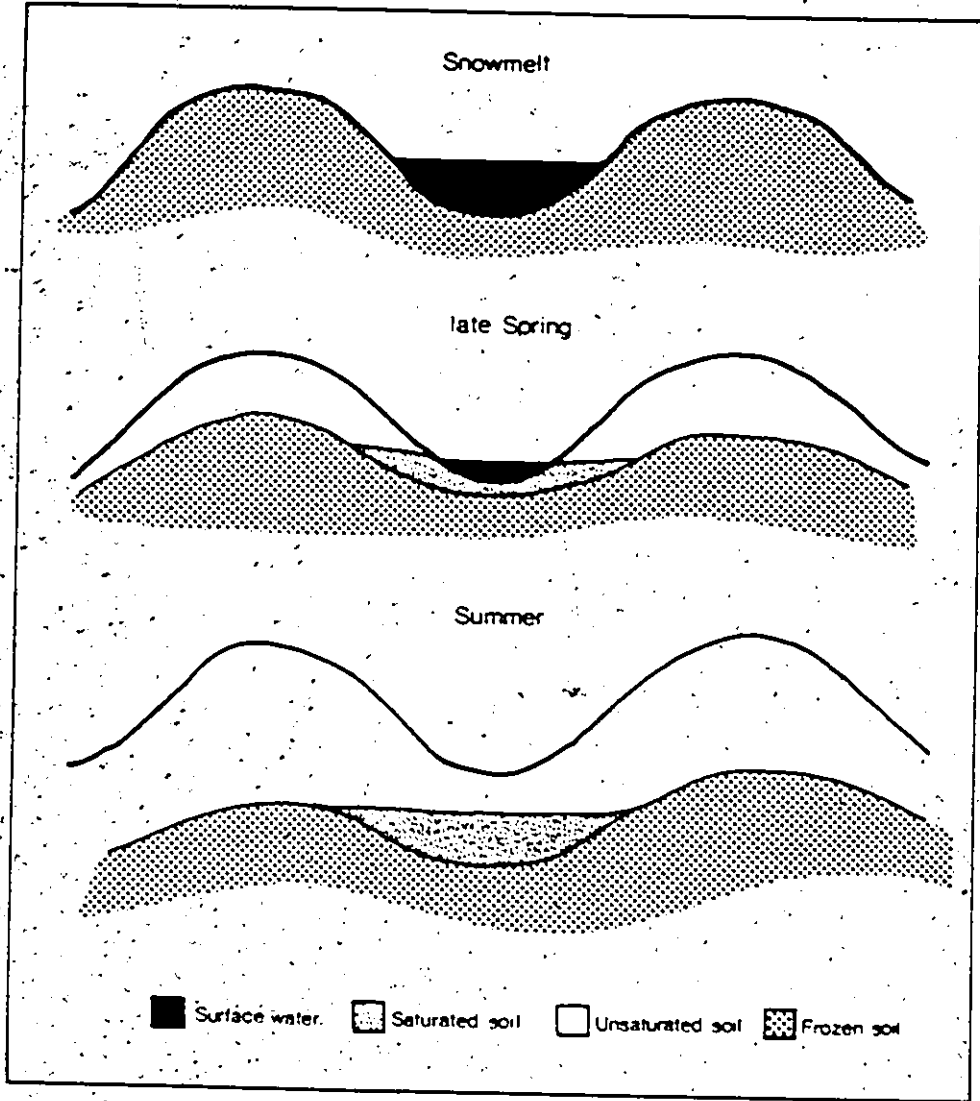 Snowmelt
late Spring
Summer
Surface water. Saturated soil Unsaturated soil Frozen soil